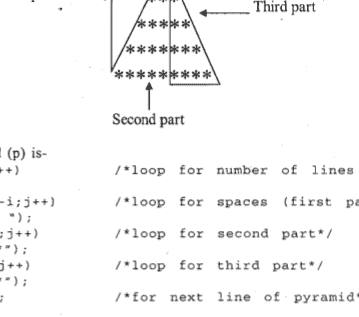 Third part
*****
*******
*********
Second part
(p) is-
++) /*loop for number of lines
-i;j++) /*loop for spaces (first pa
");
;j++) /*loop for second part*/
*");
j++) /*loop for third part*/
*");
; /*for next line of pyramid*